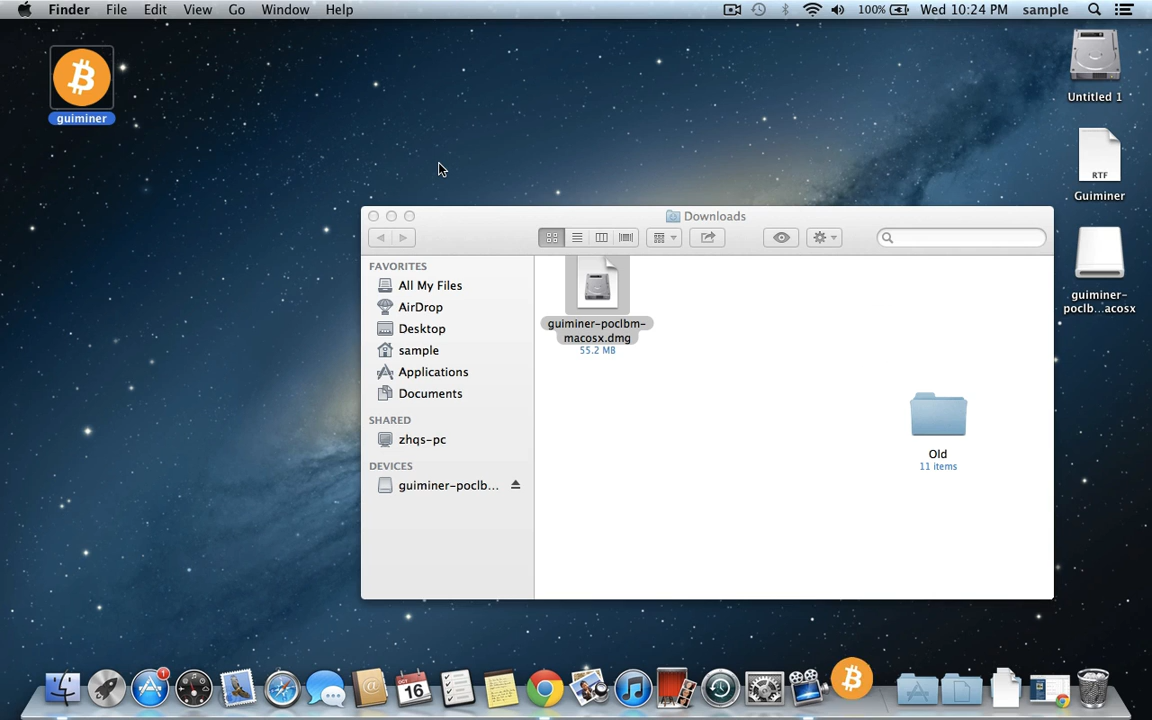 Finder File Edit View Go Window Help
100% Wed 10:24 PM sample
guiminer
Untitled 1
RTF
Guiminer
guiminer-
poclb...acosx
Downloads
FAVORITES
All My Files
AirDrop
Desktop
sample
Applications
Documents
SHARED
zhqs-pc
DEVICES
guiminer-poclb...
guiminer-poclbm-
macosx.dmg
55.2 MB
Old
11 items
1
OCT
16